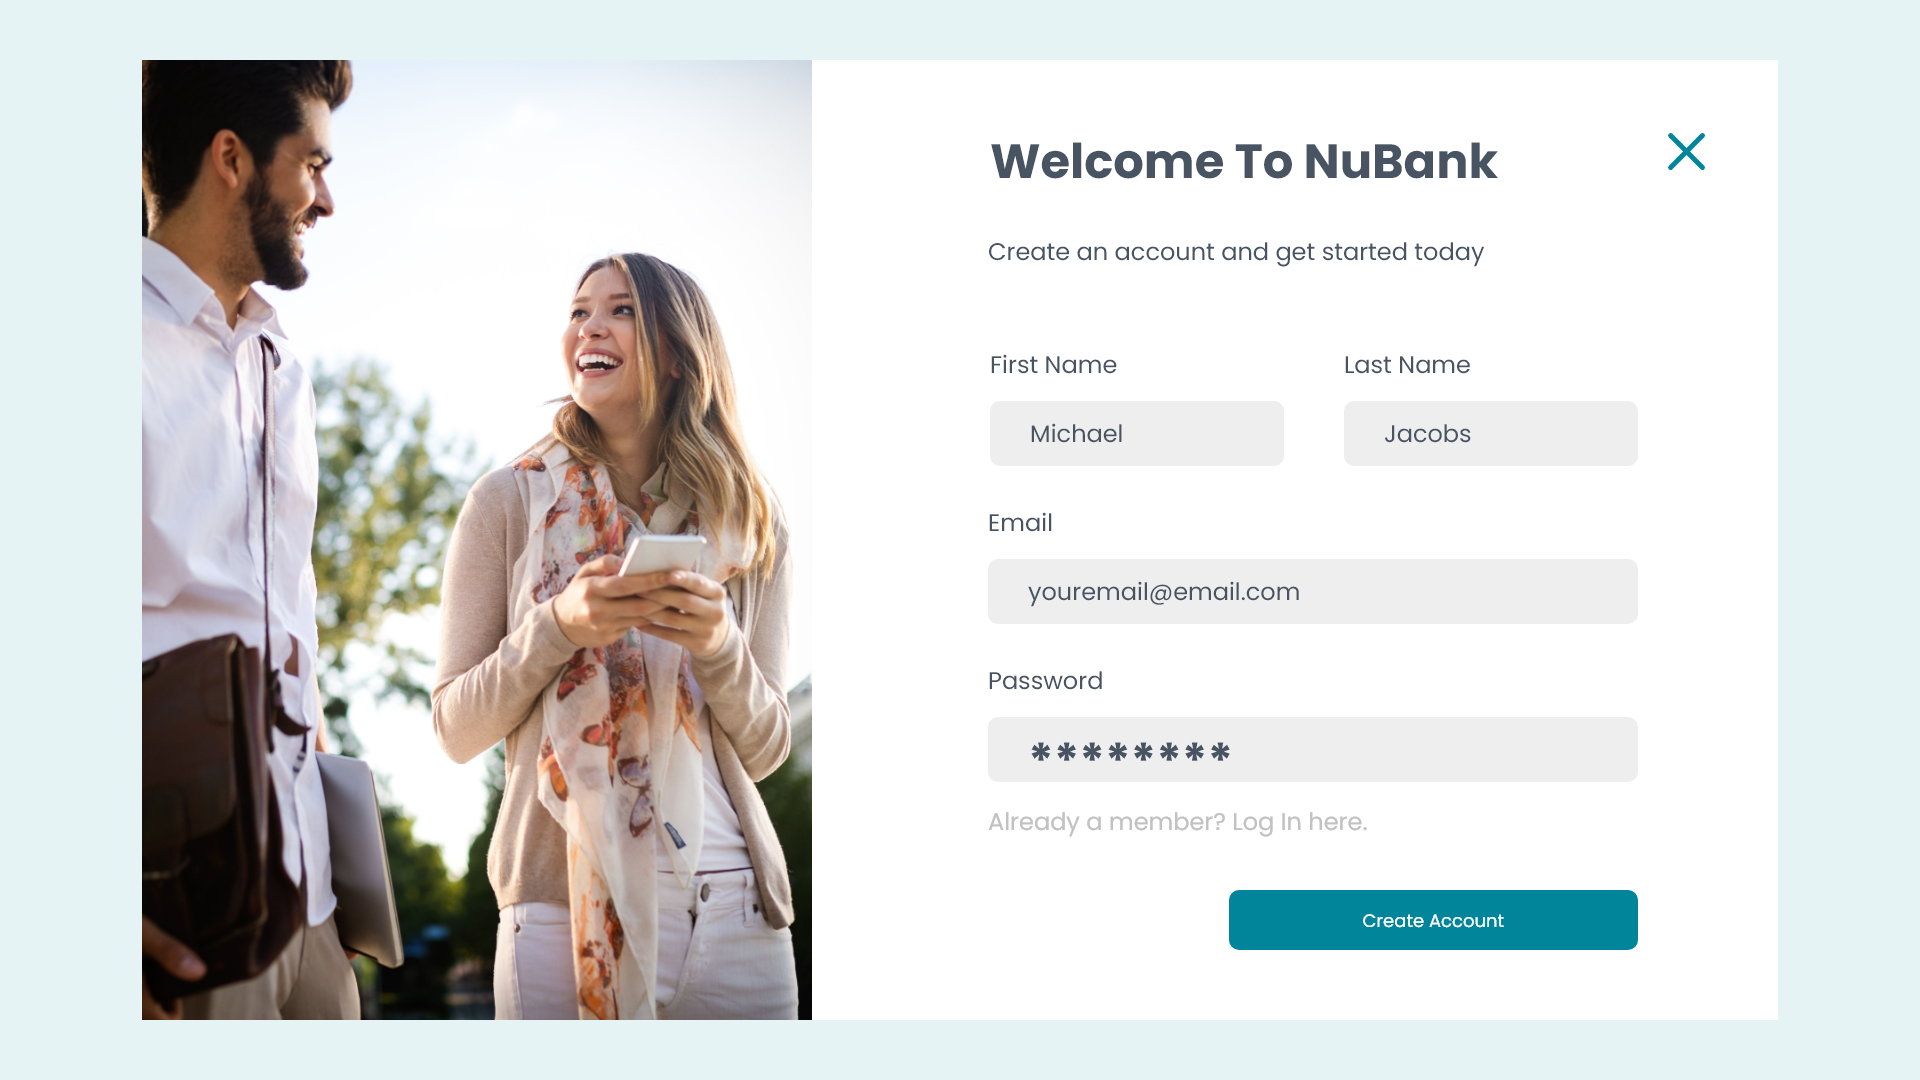 Welcome To NuBank
Create an account and get started today
First Name
Last Name
Michael
Jacobs
Email
youremail@email.com
Password
********
Already a member? Log In here.
Create Account